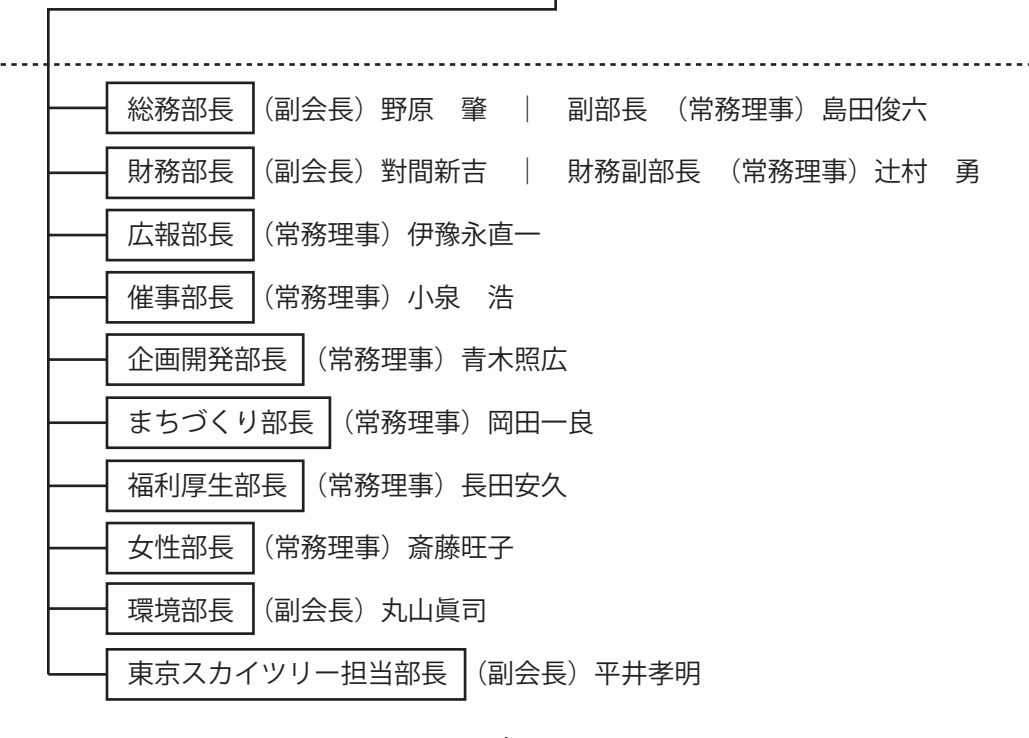 総務部長 (副会長) 野原　肇　｜　副部長 (常務理事) 島田俊六
財務部長 (副会長) 對間新吉　｜　財務副部長 (常務理事) 辻村　勇
広報部長 (常務理事) 伊豫永直一
催事部長 (常務理事) 小泉　浩
企画開発部長 (常務理事) 青木照広
まちづくり部長 (常務理事) 岡田一良
福利厚生部長 (常務理事) 長田安久
女性部長 (常務理事) 斎藤旺子
環境部長 (副会長) 丸山眞司
東京スカイツリー担当部長 (副会長) 平井孝明